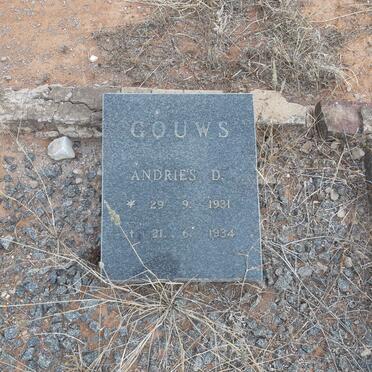 GOUWS
ANDRIES D.
* 29. 9. 1931
† 21. 6. 1934